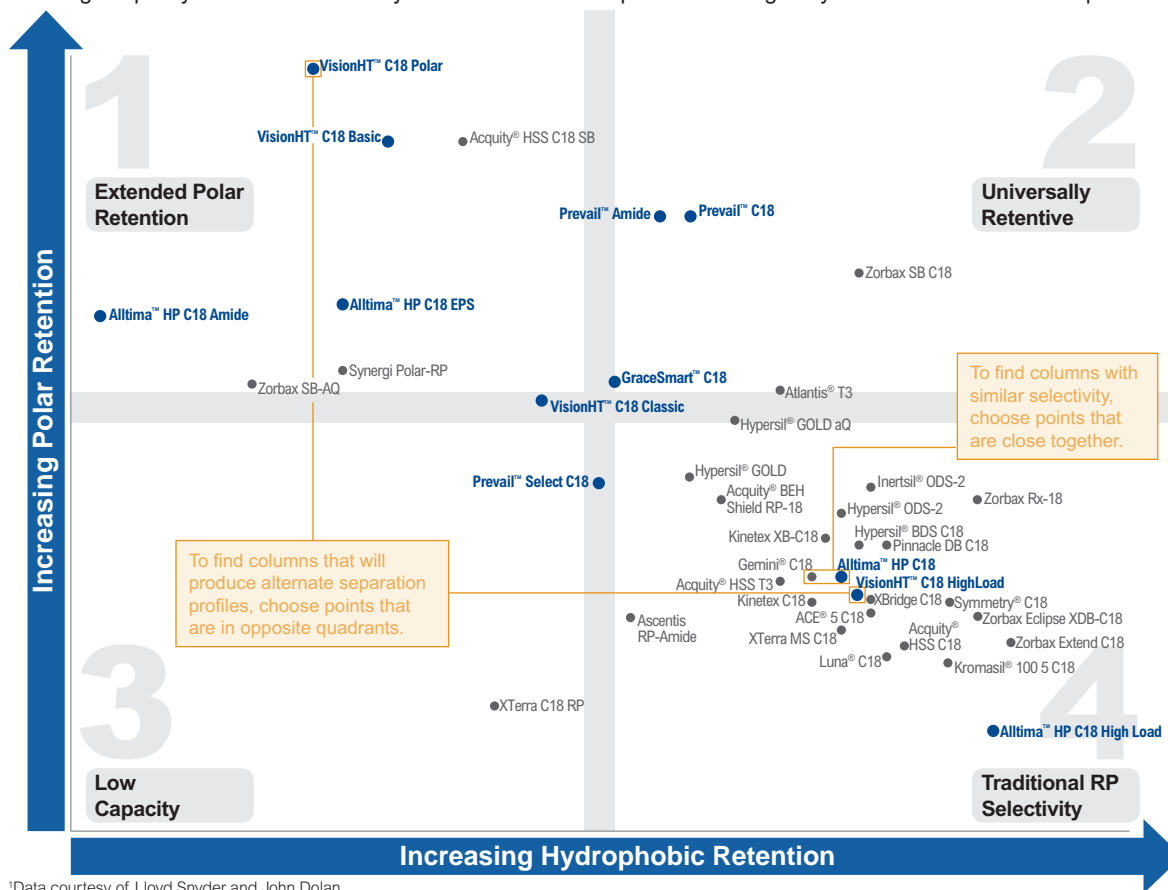 1
2
VisionHT™ C18 Polar
VisionHT™ C18 Basic
Acquity® HSS C18 SB
Extended Polar
Retention
Universally
Retentive
Prevail™ Amide
Prevail™ C18
Zorbax SB C18
Alltima™ HP C18 Amide
Alltima™ HP C18 EPS
Synergi Polar-RP
Zorbax SB-AQ
GraceSmart™ C18
Atlantis® T3
VisionHT™ C18 Classic
Hypersil® GOLD aQ
To find columns with
similar selectivity,
choose points that
are close together.
Prevail™ Select C18
Hypersil® GOLD
Acquity® BEH
Shield RP-18
Inertsil® ODS-2
Zorbax Rx-18
Hypersil® ODS-2
Kinetex XB-C18
Hypersil® BDS C18
Pinnacle DB C18
Gemini® C18
Alltima™ HP C18
Acquity® HSS T3
VisionHT™ C18 HighLoad
Kinetex C18
XBridge C18
Symmetry® C18
ACE® 5 C18
Zorbax Eclipse XDB-C18
Ascentis
RP-Amide
XTerra MS C18
Acquity®
HSS C18
Zorbax Extend C18
Luna® C18
Kromasil® 100 5 C18
To find columns that will
produce alternate separation
profiles, choose points that
are in opposite quadrants.
XTerra C18 RP
Alltima™ HP C18 High Load
3
4
Low
Capacity
Traditional RP
Selectivity
Increasing Polar Retention
Increasing Hydrophobic Retention
¹Data courtesy of Lloyd Snyder and John Dolan